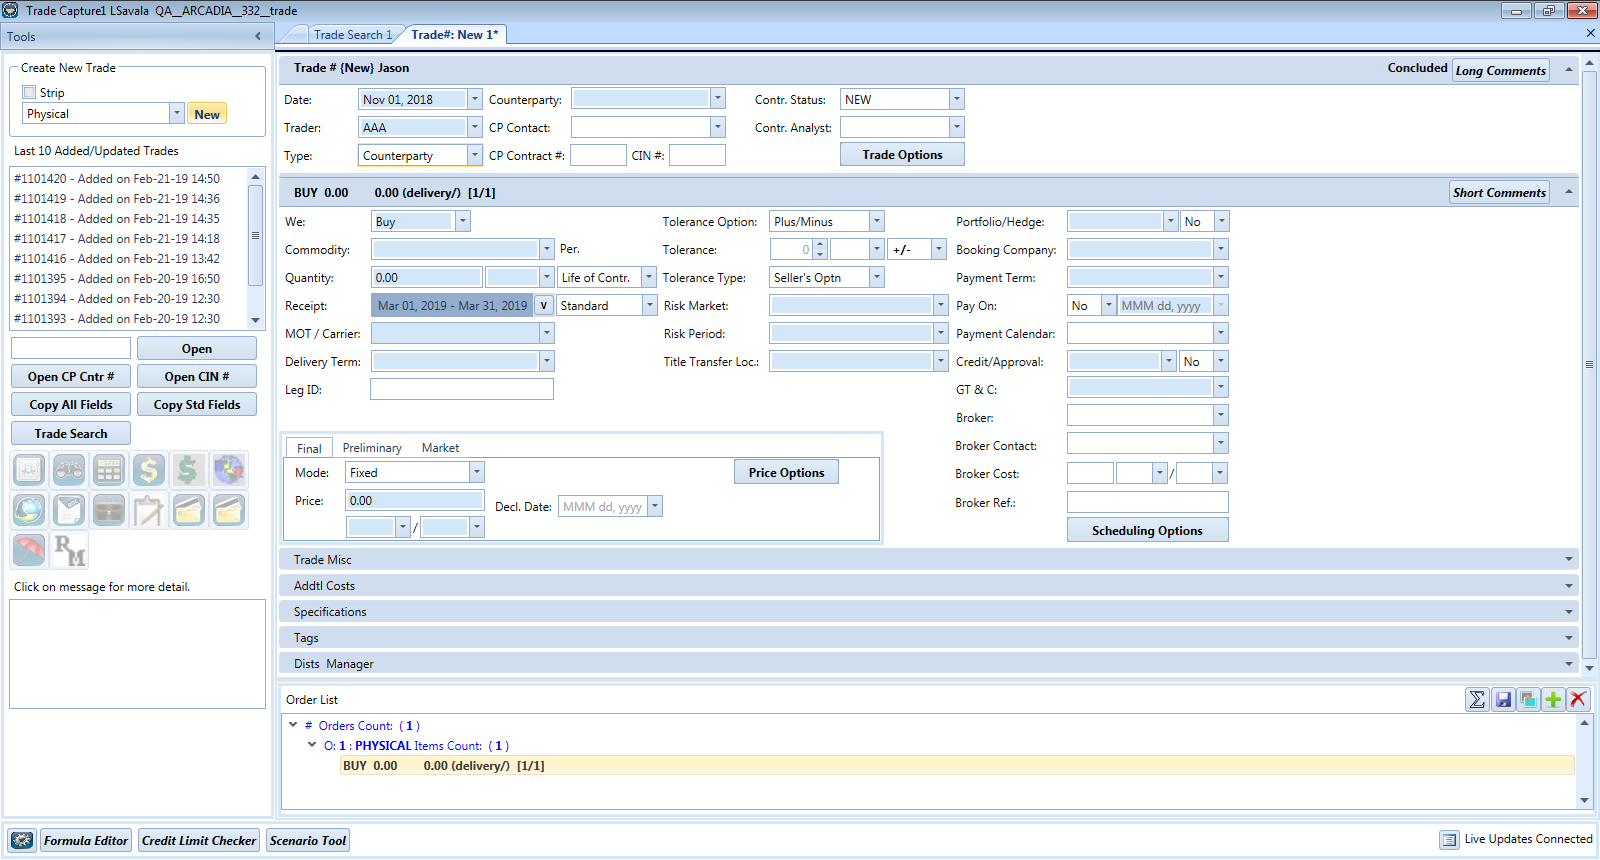 Trade Capture1 LSavala QA__ARCADIA__332__trade
Tools
Trade Search 1
Trade#: New 1*
Create New Trade
Strip
Physical
New
Last 10 Added/Updated Trades
#1101420 - Added on Feb-21-19 14:50
#1101419 - Added on Feb-21-19 14:36
#1101418 - Added on Feb-21-19 14:35
#1101417 - Added on Feb-21-19 14:18
#1101416 - Added on Feb-21-19 13:42
#1101395 - Added on Feb-20-19 16:50
#1101394 - Added on Feb-20-19 12:30
#1101393 - Added on Feb-20-19 12:30
Open
Open CP Cntr # Open CIN #
Copy All Fields Copy Std Fields
Trade Search
RM
Click on message for more detail.
Trade # {New} Jason Concluded Long Comments
Date: Nov 01, 2018 Counterparty: Contr. Status: NEW
Trader: AAA CP Contact: Contr. Analyst:
Type: Counterparty CP Contract #: CIN #: Trade Options
BUY 0.00 0.00 (delivery/) [1/1] Short Comments
We: Buy Tolerance Option: Plus/Minus Portfolio/Hedge: No
Commodity: Per. Tolerance: 0 +/- Booking Company:
Quantity: 0.00 Life of Contr. Tolerance Type: Seller's Optn Payment Term:
Receipt: Mar 01, 2019 - Mar 31, 2019 v Standard Risk Market: Pay On: No MMM dd, yyyy
MOT / Carrier: Risk Period: Payment Calendar:
Delivery Term: Title Transfer Loc.: Credit/Approval: No
Leg ID: GT & C:
Broker:
Final Preliminary Market Broker Contact:
Mode: Fixed Price Options Broker Cost: /
Price: 0.00 Decl. Date: MMM dd, yyyy Broker Ref.:
/ Scheduling Options
Trade Misc
Addtl Costs
Specifications
Tags
Dists Manager
Order List
# Orders Count: ( 1 )
O: 1 : PHYSICAL Items Count: ( 1 )
BUY 0.00 0.00 (delivery/) [1/1]
Formula Editor Credit Limit Checker Scenario Tool Live Updates Connected